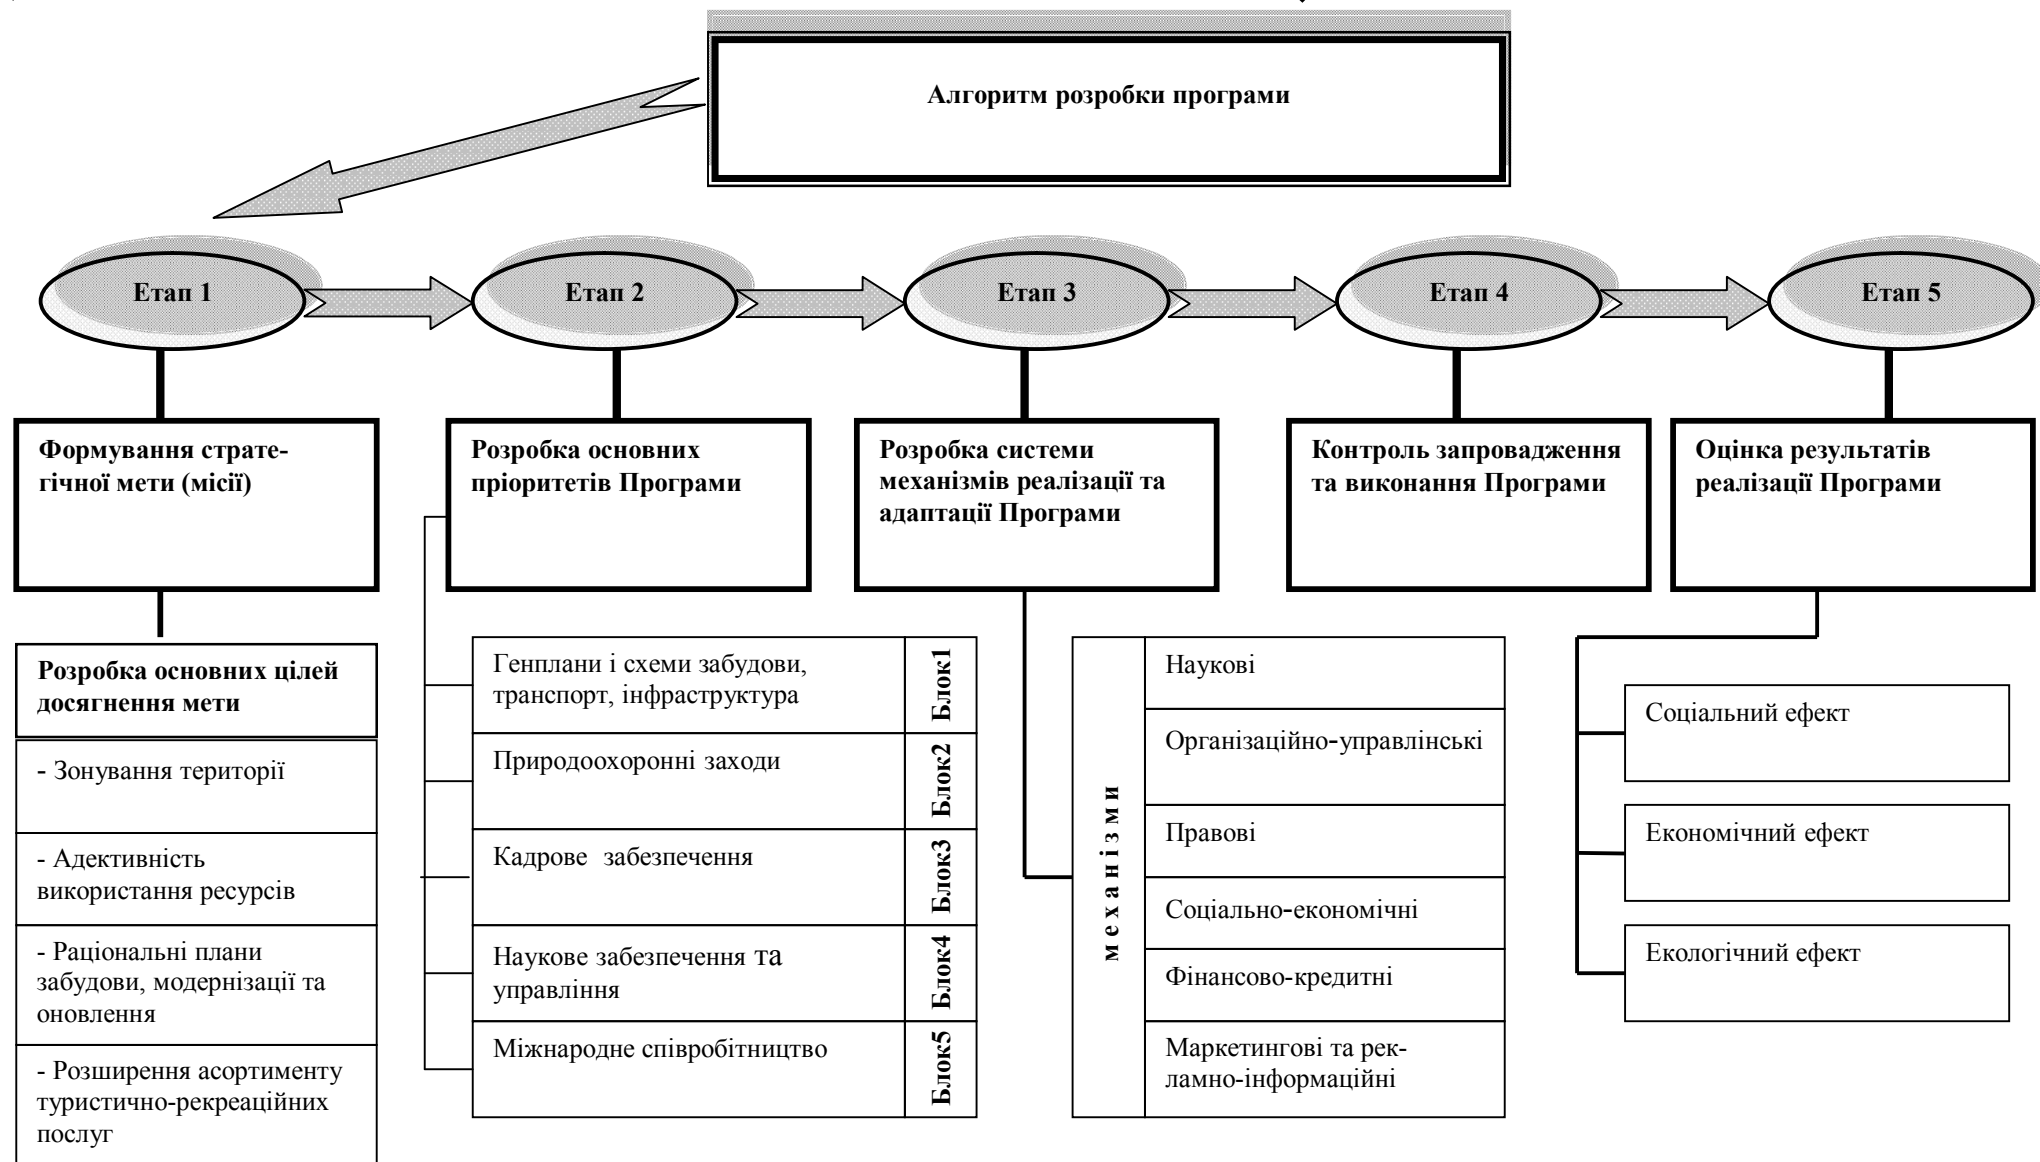 Алгоритм розробки програми
Етап 1
Етап 2
Етап 3
Етап 4
Етап 5
Формування страте-
гічної мети (місії)
Розробка основних
пріоритетів Програми
Розробка системи
механізмів реалізації та
адаптації Програми
Контроль запровадження
та виконання Програми
Оцінка результатів
реалізації Програми
Розробка основних цілей
досягнення мети
- Зонування території
- Адективність
використання ресурсів
- Раціональні плани
забудови, модернізації та
оновлення
- Розширення асортименту
туристично-рекреаційних
послуг
Генплани і схеми забудови,
транспорт, інфраструктура
Блок1
Природоохоронні заходи
Блок2
Кадрове забезпечення
Блок3
Наукове забезпечення та
управління
Блок4
Міжнародне співробітництво
Блок5
механізми
Наукові
Організаційно-управлінські
Правові
Соціально-економічні
Фінансово-кредитні
Маркетингові та рек-
ламно-інформаційні
Соціальний ефект
Економічний ефект
Екологічний ефект